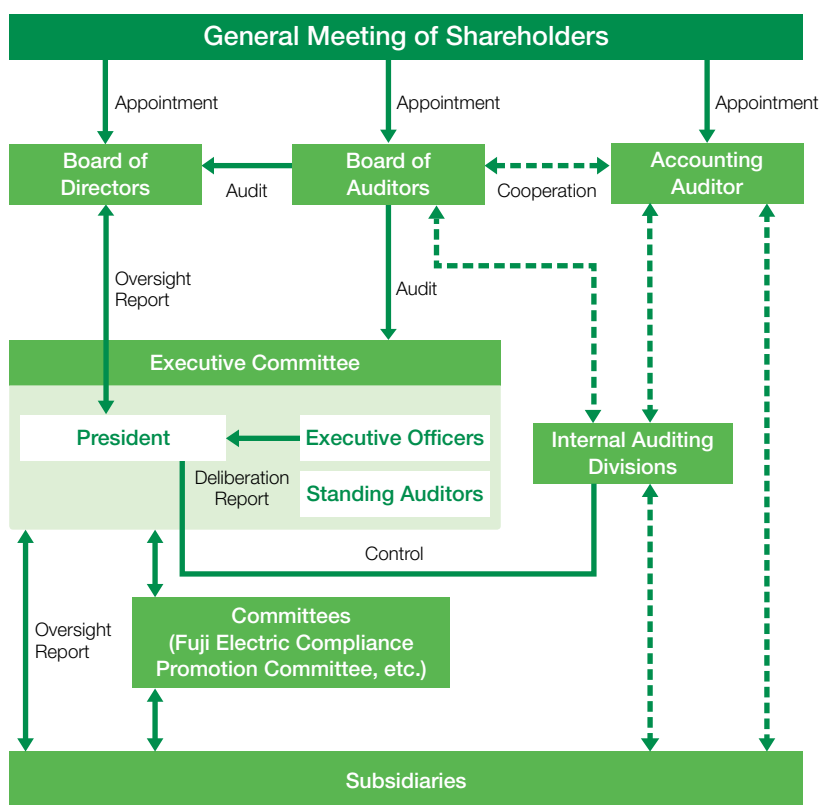 General Meeting of Shareholders
Appointment
Appointment
Appointment
Board of
Directors
Audit
Board of
Auditors
Cooperation
Accounting
Auditor
Oversight
Report
Audit
Executive Committee
President
Executive Officers
Deliberation
Report
Standing Auditors
Internal Auditing
Divisions
Control
Oversight
Report
Committees
(Fuji Electric Compliance
Promotion Committee, etc.)
Subsidiaries